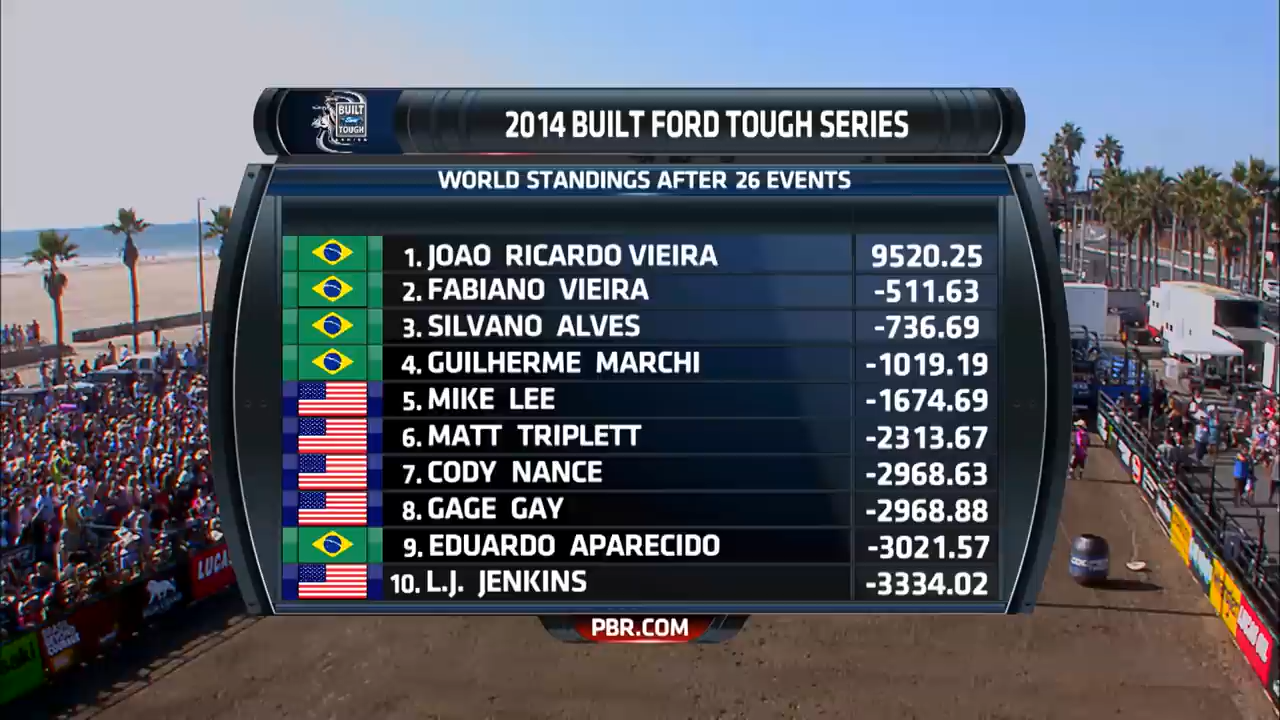 BUILT
Ford
TOUGH
SERIES
2014 BUILT FORD TOUGH SERIES
WORLD STANDINGS AFTER 26 EVENTS
1. JOAO RICARDO VIEIRA 9520.25
2. FABIANO VIEIRA -511.63
3. SILVANO ALVES -736.69
4. GUILHERME MARCHI -1019.19
5. MIKE LEE -1674.69
6. MATT TRIPLETT -2313.67
7. CODY NANCE -2968.63
8. GAGE GAY -2968.88
9. EDUARDO APARECIDO -3021.57
10. L.J. JENKINS -3334.02
PBR.COM
LUCAS